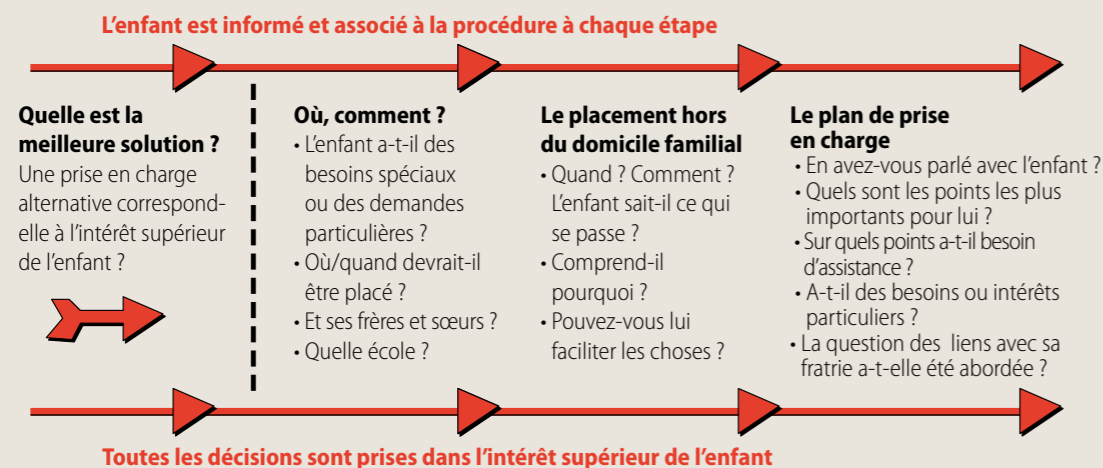 L'enfant est informé et associé à la procédure à chaque étape
Quelle est la
meilleure solution ?
Une prise en charge
alternative correspond-
elle à l'intérêt supérieur
de l'enfant ?
Où, comment ?
• L'enfant a-t-il des
besoins spéciaux
ou des demandes
particulières ?
• Où/quand devrait-il
être placé ?
• Et ses frères et sœurs ?
• Quelle école ?
Le placement hors
du domicile familial
• Quand ? Comment ?
L'enfant sait-il ce qui
se passe ?
• Comprend-il
pourquoi ?
• Pouvez-vous lui
faciliter les choses ?
Le plan de prise
en charge
• En avez-vous parlé avec l'enfant ?
• Quels sont les points les plus
importants pour lui ?
• Sur quels points a-t-il besoin
d'assistance ?
• A-t-il des besoins ou intérêts
particuliers ?
• La question des liens avec sa
fratrie a-t-elle été abordée ?
Toutes les décisions sont prises dans l'intérêt supérieur de l'enfant